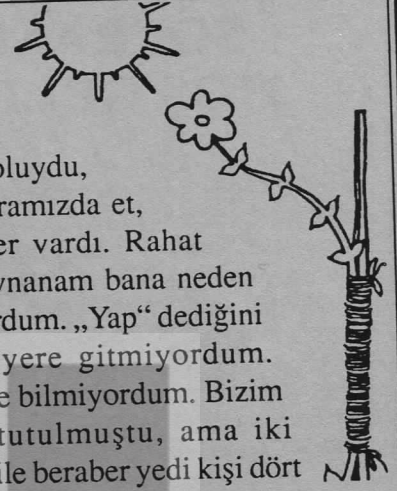 oluydu,
ramızda et,
er vardı. Rahat
ynanam bana neden
rdum. „Yap“ dediğini
yere gitmiyordum.
e bilmiyordum. Bizim
tutulmuştu, ama iki
ile beraber yedi kişi dört